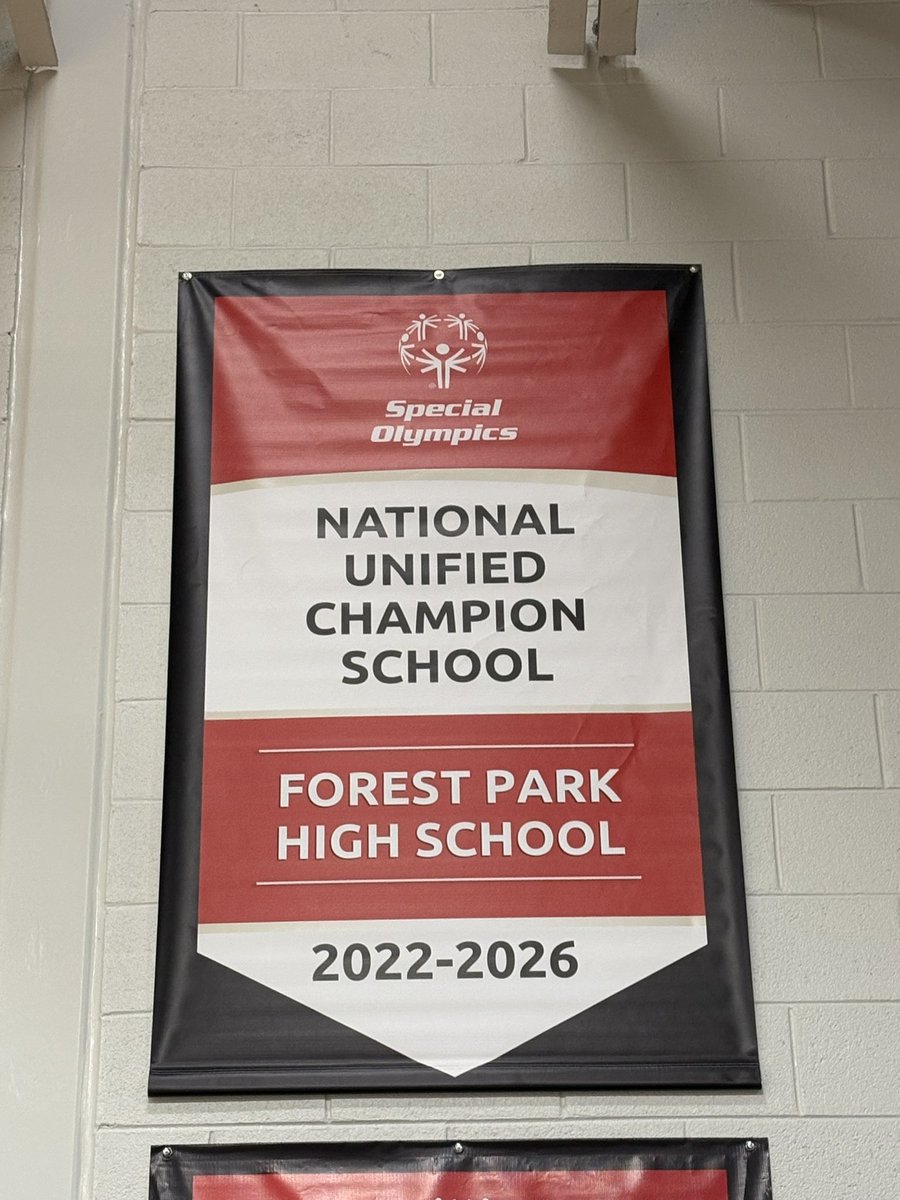 Special
Olympics
NATIONAL
UNIFIED
CHAMPION
SCHOOL
FOREST PARK
HIGH SCHOOL
2022-2026